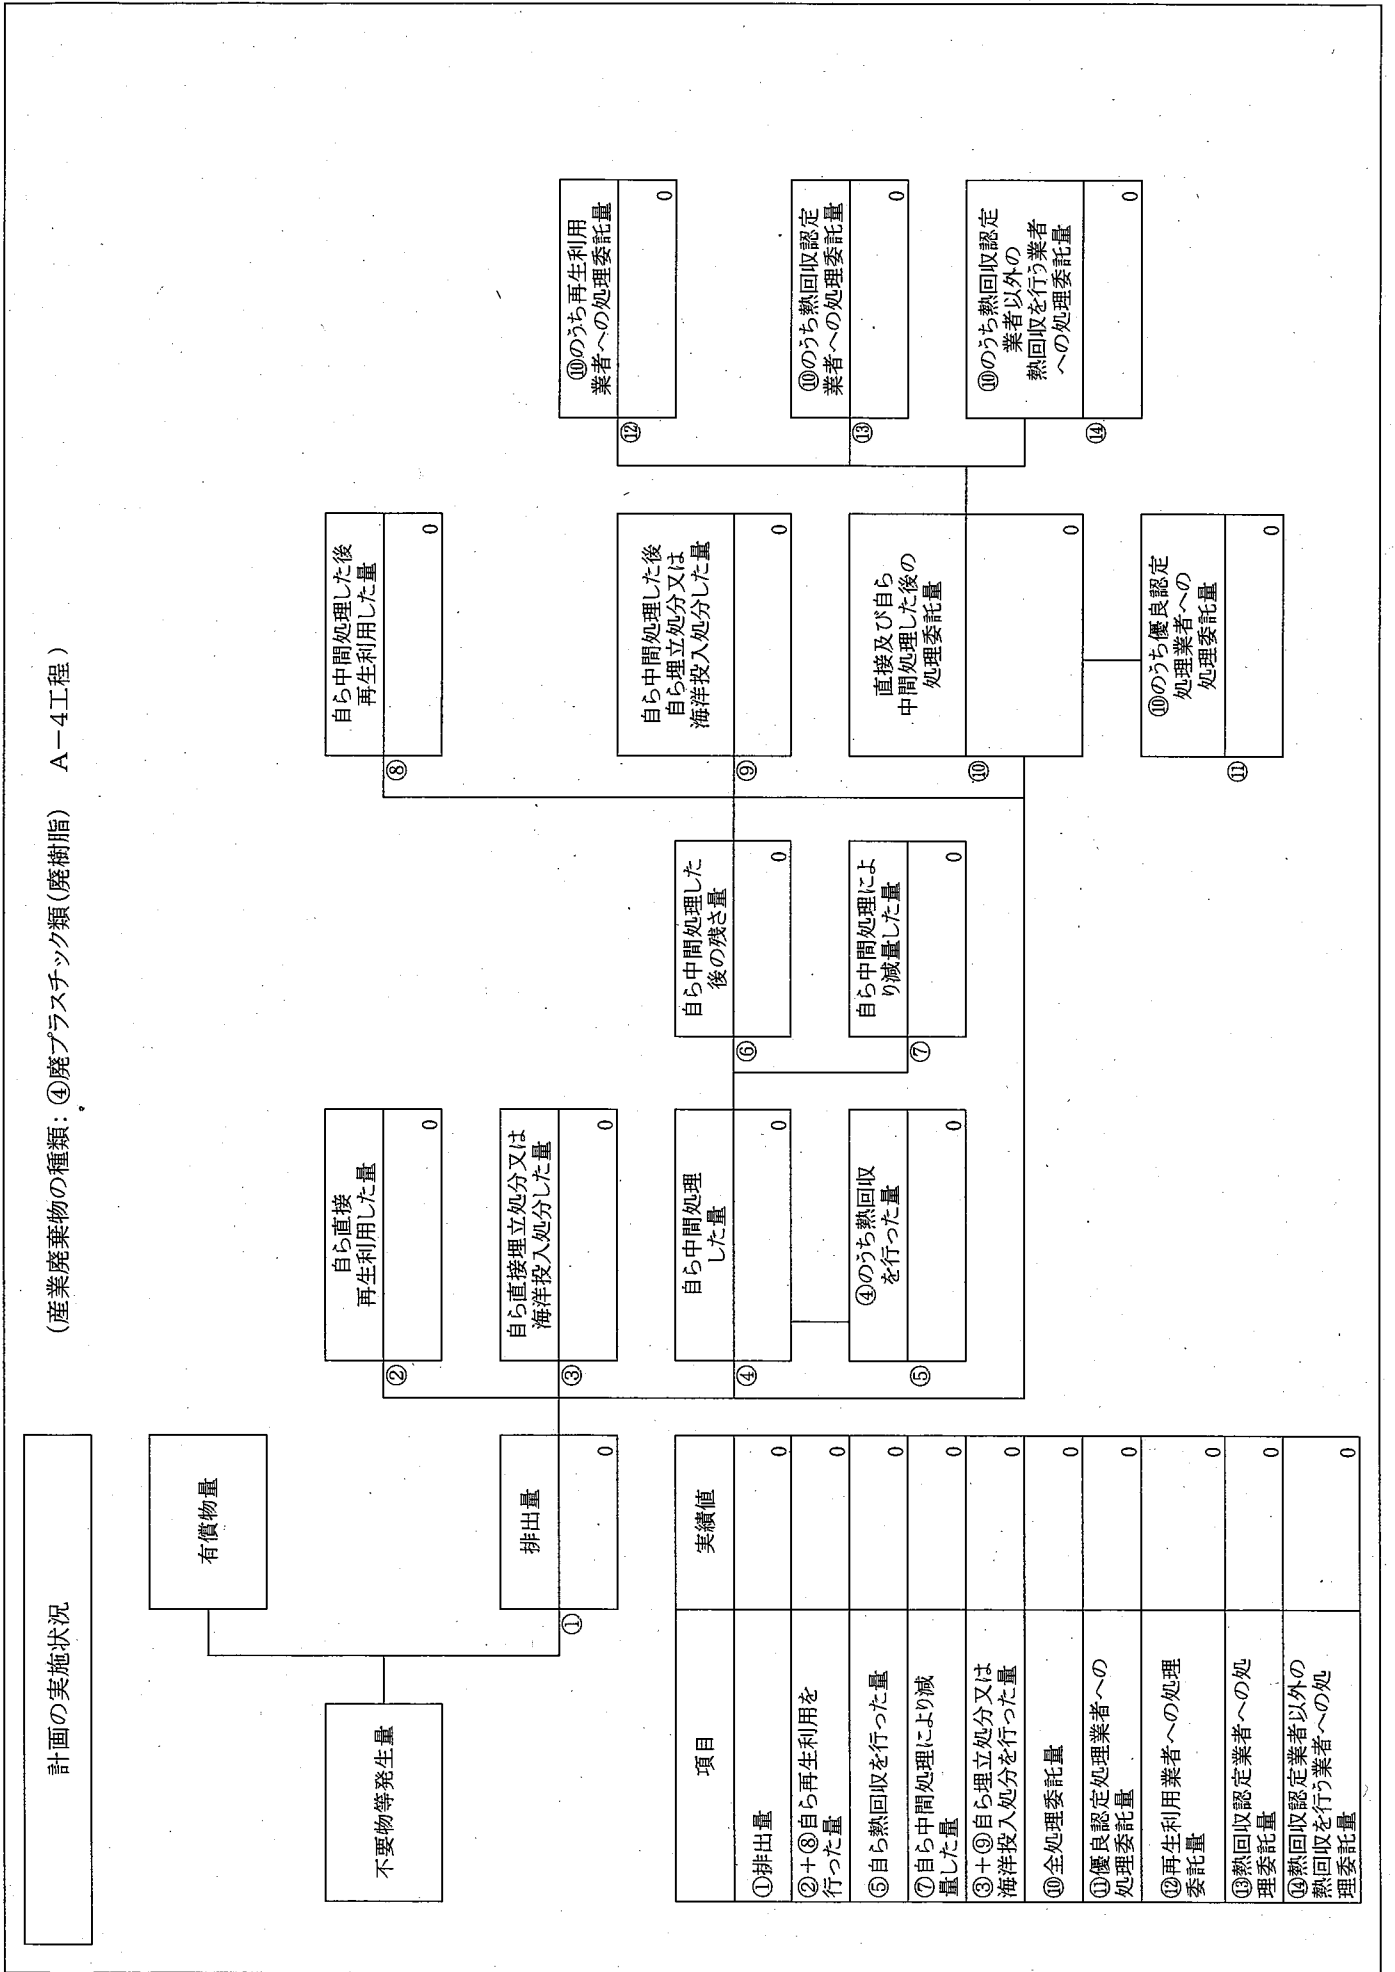 計画の実施状況
(産業廃棄物の種類：④廃プラスチック類(廃樹脂)　A－4工程)
不要物等発生量
有償物量
排出量
①
0
自ら直接
再生利用した量
②
0
自ら直接埋立処分又は
海洋投入処分した量
③
0
自ら中間処理
した量
④
0
④のうち熱回収
を行った量
⑤
0
自ら中間処理した
後の残さ量
⑥
0
自ら中間処理によ
り減量した量
⑦
0
自ら中間処理した後
再生利用した量
⑧
0
自ら中間処理した後
自ら埋立処分又は
海洋投入処分した量
⑨
0
直接及び自ら
中間処理した後の
処理委託量
⑩
0
⑩のうち優良認定
処理業者への
処理委託量
⑪
0
⑩のうち再生利用
業者への処理委託量
⑫
0
⑩のうち熱回収認定
業者への処理委託量
⑬
0
⑩のうち熱回収認定
業者以外の
熱回収を行う業者
への処理委託量
⑭
0
項目　実績値
①排出量　0
②＋⑧自ら再生利用を
行った量　0
⑤自ら熱回収を行った量　0
⑦自ら中間処理により減
量した量　0
③＋⑨自ら埋立処分又は
海洋投入処分を行った量　0
⑩全処理委託量　0
⑪優良認定処理業者への
処理委託量　0
⑫再生利用業者への処理
委託量　0
⑬熱回収認定業者への処
理委託量　0
⑭熱回収認定業者以外の
熱回収を行う業者への処
理委託量　0